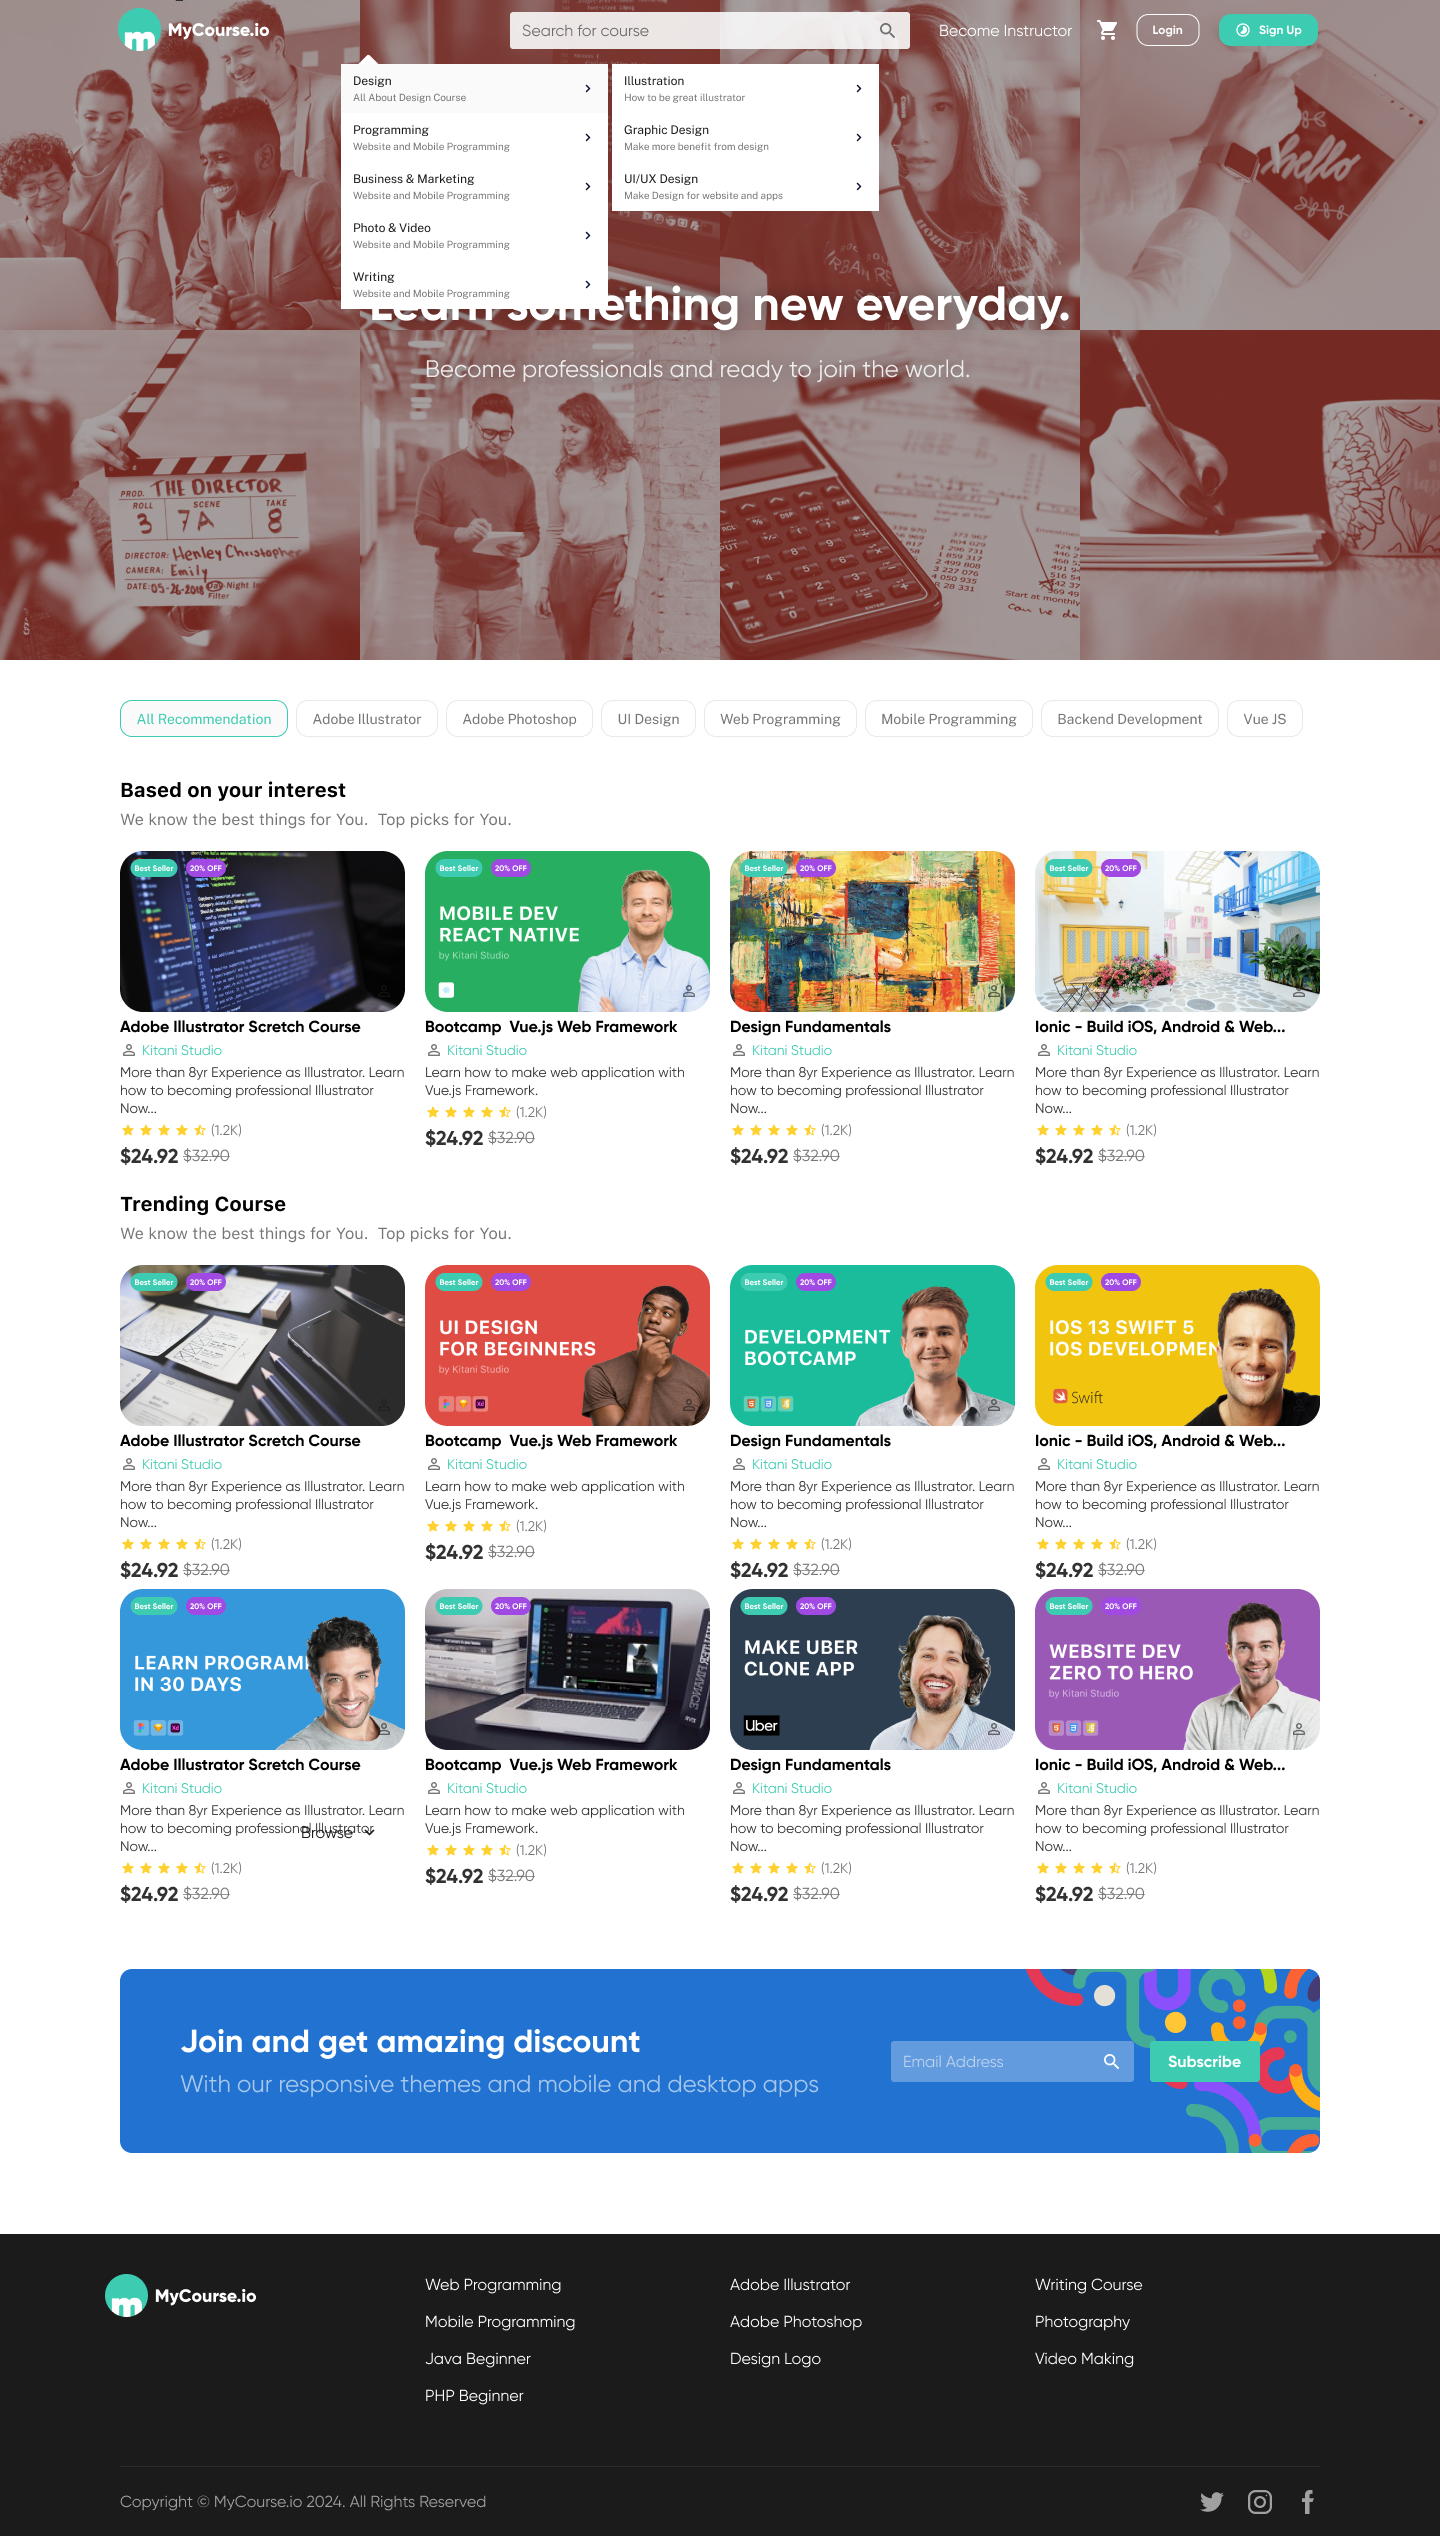 MyCourse.io
Search for course
Become Instructor
Login
Sign Up
Design
All About Design Course
Programming
Website and Mobile Programming
Business & Marketing
Website and Mobile Programming
Photo & Video
Website and Mobile Programming
Writing
Website and Mobile Programming
Illustration
How to be great illustrator
Graphic Design
Make more benefit from design
UI/UX Design
Make Design for website and apps
hello
Learn something new everyday.
Become professionals and ready to join the world.
PROD. THE DIRECTOR
ROLL SCENE TAKE
3 7A 8
DIRECTOR: Henley Christopher
CAMERA: Emily
DATE: 05-26-2018 Day Night
Filter
All Recommendation
Adobe Illustrator
Adobe Photoshop
UI Design
Web Programming
Mobile Programming
Backend Development
Vue JS
Based on your interest
We know the best things for You. Top picks for You.
Best Seller 20% OFF
Adobe Illustrator Scretch Course
Kitani Studio
More than 8yr Experience as Illustrator. Learn
how to becoming professional Illustrator
Now...
(1.2K)
$24.92 $32.90
Best Seller 20% OFF
MOBILE DEV
REACT NATIVE
by Kitani Studio
Bootcamp Vue.js Web Framework
Kitani Studio
Learn how to make web application with
Vue.js Framework.
(1.2K)
$24.92 $32.90
Best Seller 20% OFF
Design Fundamentals
Kitani Studio
More than 8yr Experience as Illustrator. Learn
how to becoming professional Illustrator
Now...
(1.2K)
$24.92 $32.90
Best Seller 20% OFF
Ionic - Build iOS, Android & Web...
Kitani Studio
More than 8yr Experience as Illustrator. Learn
how to becoming professional Illustrator
Now...
(1.2K)
$24.92 $32.90
Trending Course
We know the best things for You. Top picks for You.
Best Seller 20% OFF
Adobe Illustrator Scretch Course
Kitani Studio
More than 8yr Experience as Illustrator. Learn
how to becoming professional Illustrator
Now...
(1.2K)
$24.92 $32.90
Best Seller 20% OFF
UI DESIGN
FOR BEGINNERS
by Kitani Studio
Xd
Bootcamp Vue.js Web Framework
Kitani Studio
Learn how to make web application with
Vue.js Framework.
(1.2K)
$24.92 $32.90
Best Seller 20% OFF
DEVELOPMENT
BOOTCAMP
Design Fundamentals
Kitani Studio
More than 8yr Experience as Illustrator. Learn
how to becoming professional Illustrator
Now...
(1.2K)
$24.92 $32.90
Best Seller 20% OFF
IOS 13 SWIFT 5
IOS DEVELOPMEN
Swift
Ionic - Build iOS, Android & Web...
Kitani Studio
More than 8yr Experience as Illustrator. Learn
how to becoming professional Illustrator
Now...
(1.2K)
$24.92 $32.90
Best Seller 20% OFF
LEARN PROGRAM
IN 30 DAYS
Xd
Adobe Illustrator Scretch Course
Kitani Studio
More than 8yr Experience as Illustrator. Learn
how to becoming professional Illustrator
Browse
Now...
(1.2K)
$24.92 $32.90
Best Seller 20% OFF
Bootcamp Vue.js Web Framework
Kitani Studio
Learn how to make web application with
Vue.js Framework.
(1.2K)
$24.92 $32.90
Best Seller 20% OFF
MAKE UBER
CLONE APP
Uber
Design Fundamentals
Kitani Studio
More than 8yr Experience as Illustrator. Learn
how to becoming professional Illustrator
Now...
(1.2K)
$24.92 $32.90
Best Seller 20% OFF
WEBSITE DEV
ZERO TO HERO
by Kitani Studio
Ionic - Build iOS, Android & Web...
Kitani Studio
More than 8yr Experience as Illustrator. Learn
how to becoming professional Illustrator
Now...
(1.2K)
$24.92 $32.90
Join and get amazing discount
With our responsive themes and mobile and desktop apps
Email Address
Subscribe
MyCourse.io
Web Programming
Mobile Programming
Java Beginner
PHP Beginner
Adobe Illustrator
Adobe Photoshop
Design Logo
Writing Course
Photography
Video Making
Copyright © MyCourse.io 2024. All Rights Reserved